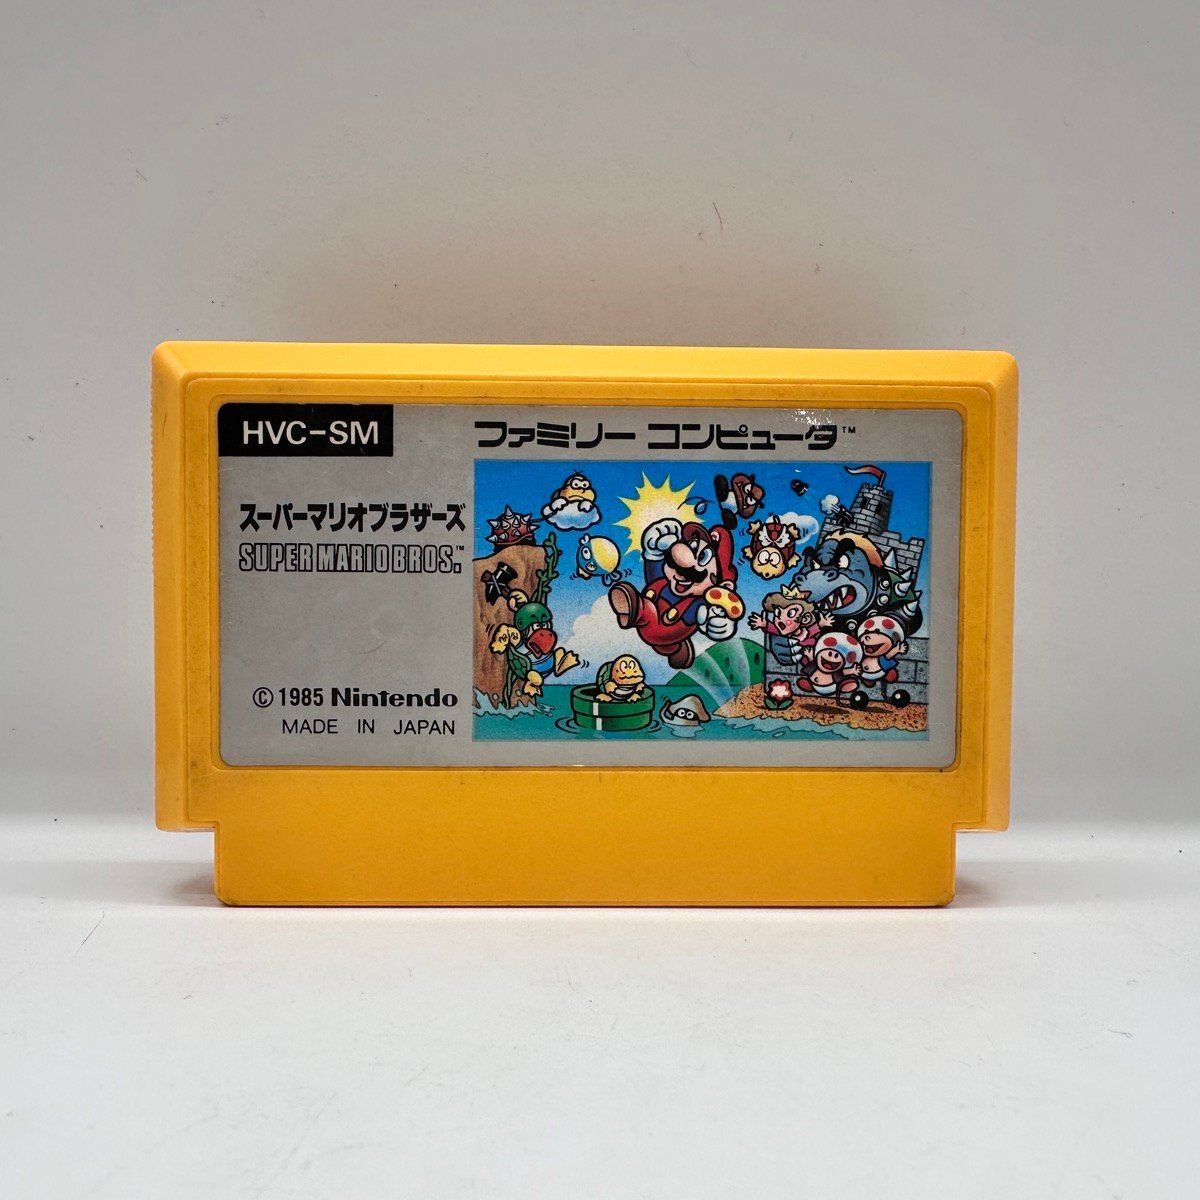 HVC-SM
ファミリー コンピュータ™
スーパーマリオブラザーズ
SUPER MARIO BROS.™
© 1985 Nintendo
MADE IN JAPAN